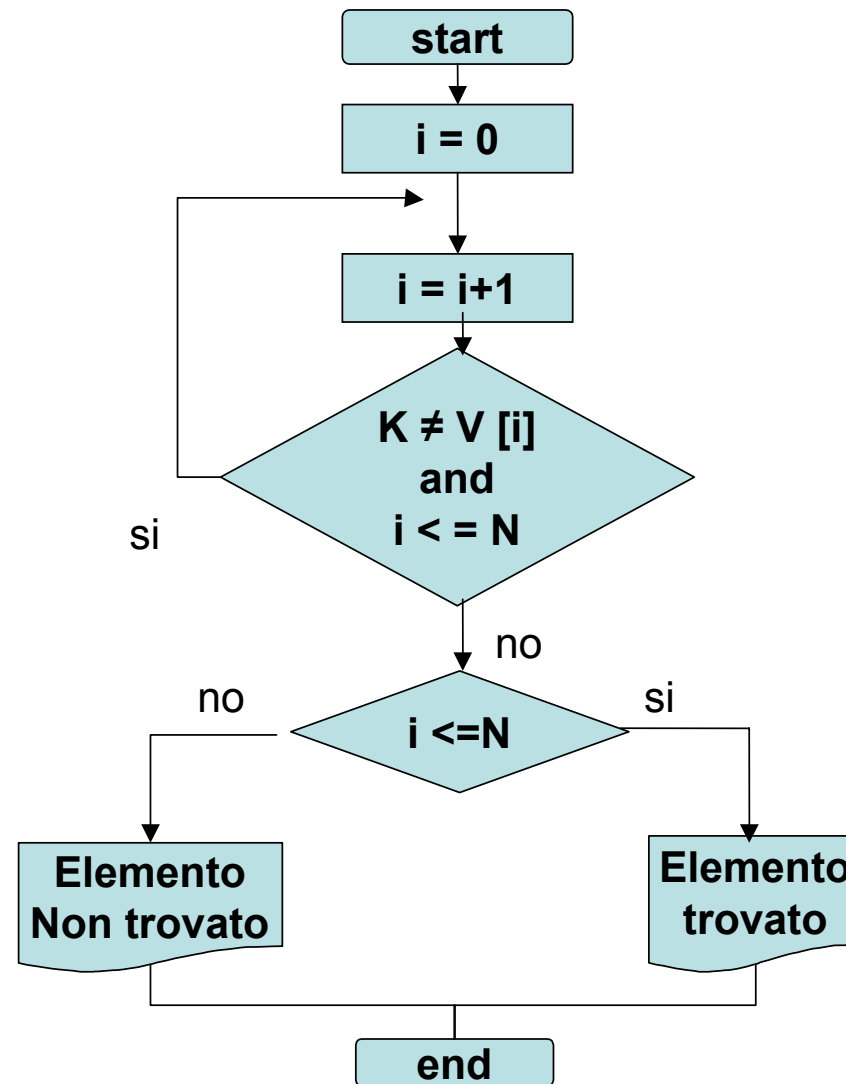 start
i = 0
i = i+1
K ≠ V [i]
and
i < = N
si
no
no
si
i <=N
Elemento
Non trovato
Elemento
trovato
end